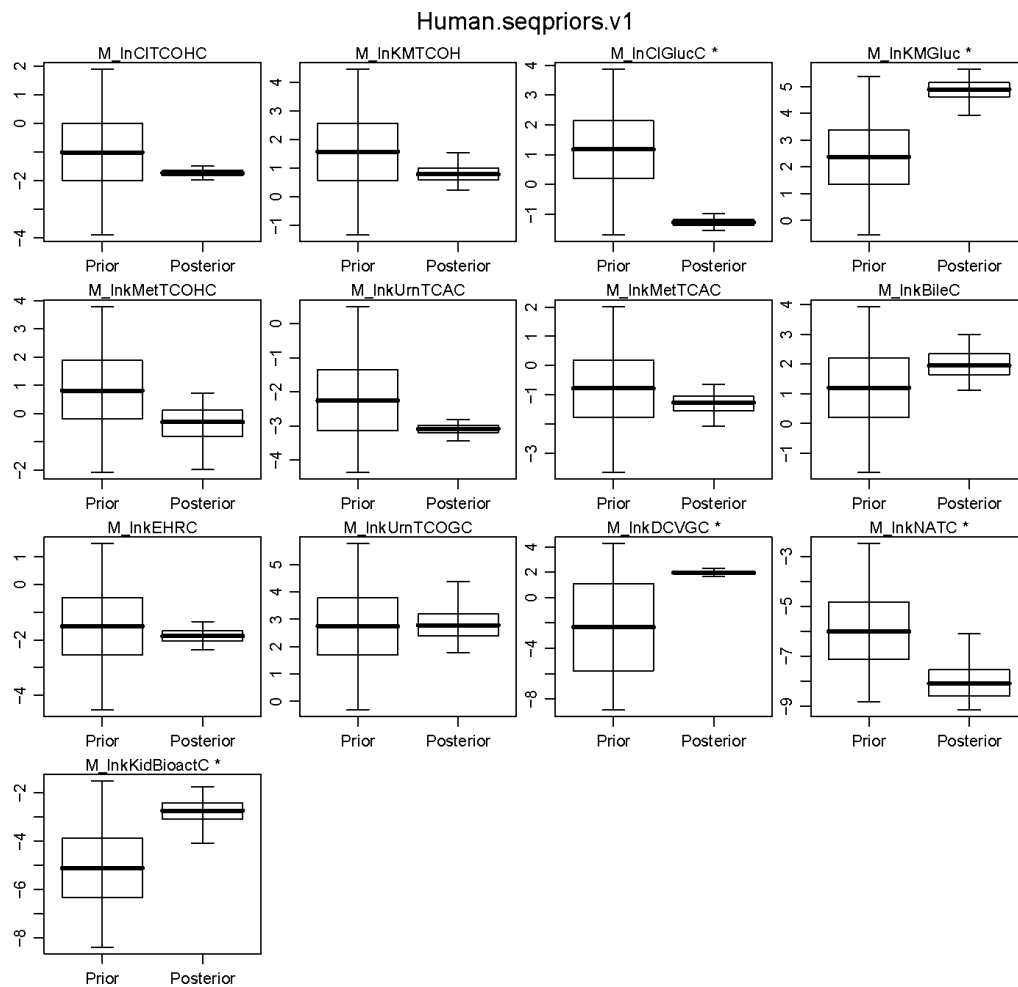 Human.seqpriors.v1
M_lnClTCOHC
2
0
−2
−4
Prior Posterior
M_lnKMTCOH
4
3
2
1
0
−1
Prior Posterior
M_lnClGlucC *
4
3
2
1
0
−1
Prior Posterior
M_lnKMGluc *
5
4
3
2
1
0
Prior Posterior
M_lnkMetTCOHC
4
3
2
1
0
−2
Prior Posterior
M_lnkUrnTCAC
0
−1
−2
−3
−4
Prior Posterior
M_lnkMetTCAC
2
1
0
−1
−3
Prior Posterior
M_lnkBileC
4
3
2
1
0
−1
Prior Posterior
M_lnkEHRC
1
0
−2
−4
Prior Posterior
M_lnkUrnTCOGC
5
4
3
2
1
0
Prior Posterior
M_lnkDCVGC *
4
2
0
−4
−8
Prior Posterior
M_lnkNATC *
−3
−5
−7
−9
Prior Posterior
M_lnkKidBioactC *
−2
−4
−6
−8
Prior Posterior